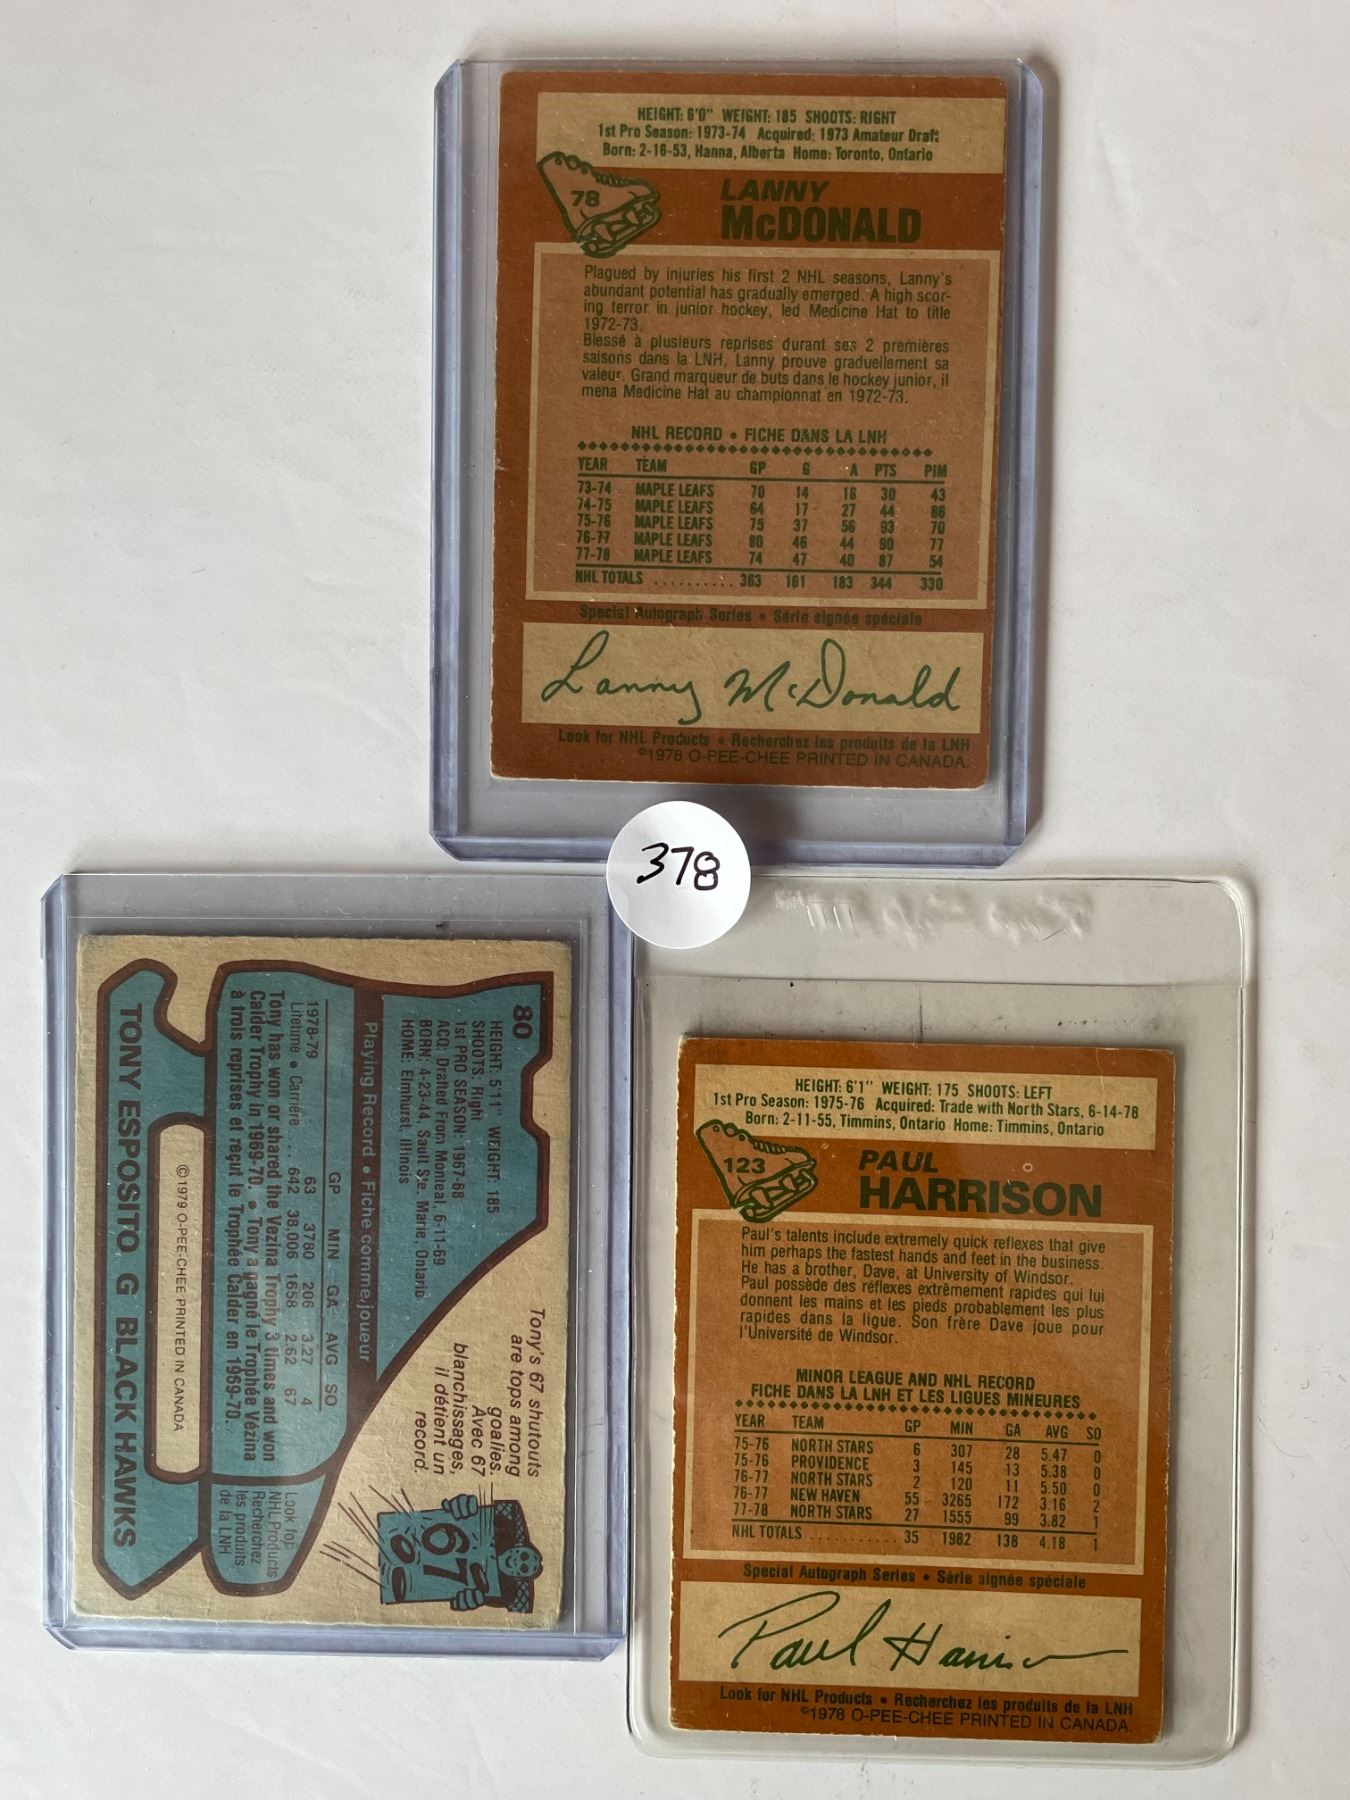 HEIGHT: 6'0" WEIGHT: 185 SHOOTS: RIGHT
1st Pro Season: 1973-74 Acquired: 1973 Amateur Draft
Born: 2-16-53, Hanna, Alberta Home: Toronto, Ontario
78
LANNY
McDONALD
Plagued by injuries his first 2 NHL seasons, Lanny's
abundant potential has gradually emerged. A high scor-
ing terror in junior hockey, led Medicine Hat to title
1972-73.
Blessé à plusieurs reprises durant ses 2 premières
saisons dans la LNH, Lanny prouve graduellement sa
valeur. Grand marqueur de buts dans le hockey junior, il
mena Medicine Hat au championnat en 1972-73.
NHL RECORD • FICHE DANS LA LNH
YEAR TEAM GP G A PTS PIM
73-74 MAPLE LEAFS 70 14 16 30 43
74-75 MAPLE LEAFS 64 17 27 44 86
75-76 MAPLE LEAFS 75 37 56 93 70
76-77 MAPLE LEAFS 80 46 44 90 77
77-78 MAPLE LEAFS 74 47 40 87 54
NHL TOTALS .......... 363 161 183 344 330
Special Autograph Series • Série signée spéciale
Lanny McDonald
Look for NHL Products • Recherchez les produits de la LNH
©1978 O-PEE-CHEE PRINTED IN CANADA.
378
80
HEIGHT: 5'11" WEIGHT: 185
SHOOTS: Right
1st PRO SEASON: 1967-68
ACQ: Drafted From Monteal, 6-11-69
BORN: 4-23-44, Sault Ste. Marie, Ontario
HOME: Elmhurst, Illinois
Playing Record • Fiche comme joueur
GP MIN GA AVG SO
1978-79 63 3780 206 3.27 4
Lifetime • Carrière ... 642 38,006 1658 2.62 67
Tony has won or shared the Vezina Trophy 3 times and won
Calder Trophy in 1969-70. • Tony a gagné le Trophée Vézina
à trois reprises et reçut le Trophée Calder en 1969-70.
Tony's 67 shutouts
are tops among
goalies.
Avec 67
blanchissages,
il détient un
record.
67
Look for
NHL Products
Recherchez
les produits
de la LNH
©1979 O-PEE-CHEE PRINTED IN CANADA
TONY ESPOSITO G BLACK HAWKS
HEIGHT: 6'1" WEIGHT: 175 SHOOTS: LEFT
1st Pro Season: 1975-76 Acquired: Trade with North Stars, 6-14-78
Born: 2-11-55, Timmins, Ontario Home: Timmins, Ontario
123
PAUL
HARRISON
Paul's talents include extremely quick reflexes that give
him perhaps the fastest hands and feet in the business.
He has a brother, Dave, at University of Windsor.
Paul possède des réflexes extrêmement rapides qui lui
donnent les mains et les pieds probablement les plus
rapides dans la ligue. Son frère Dave joue pour
l'Université de Windsor.
MINOR LEAGUE AND NHL RECORD
FICHE DANS LA LNH ET LES LIGUES MINEURES
YEAR TEAM GP MIN GA AVG SO
75-76 NORTH STARS 6 307 28 5.47 0
75-76 PROVIDENCE 3 145 13 5.38 0
76-77 NORTH STARS 2 120 11 5.50 0
76-77 NEW HAVEN 55 3265 172 3.16 2
77-78 NORTH STARS 27 1555 99 3.82 1
NHL TOTALS .......... 35 1982 138 4.18 1
Special Autograph Series • Série signée spéciale
Paul Harrison
Look for NHL Products • Recherchez les produits de la LNH
©1978 O-PEE-CHEE PRINTED IN CANADA.